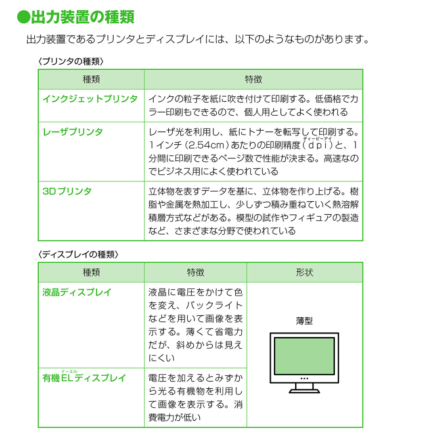 ●出力装置の種類
出力装置であるプリンタとディスプレイには、以下のようなものがあります。
〈プリンタの種類〉
種類 特徴
インクジェットプリンタ
インクの粒子を紙に吹き付けて印刷する。低価格でカ
ラー印刷もできるので、個人用としてよく使われる
レーザプリンタ
レーザ光を利用し、紙にトナーを転写して印刷する。
ディーピーアイ
1インチ(2.54cm)あたりの印刷精度(dpi)と、1
分間に印刷できるページ数で性能が決まる。高速なの
でビジネス用によく使われている
3Dプリンタ
立体物を表すデータを基に、立体物を作り上げる。樹
脂や金属を熱加工し、少しずつ積み重ねていく熱溶解
積層方式などがある。模型の試作やフィギュアの製造
など、さまざまな分野で使われている
〈ディスプレイの種類〉
種類 特徴 形状
液晶ディスプレイ
液晶に電圧をかけて色
を変え、バックライト
などを用いて画像を表
示する。薄くて省電力
だが、斜めからは見え
にくい
薄型
イーエル
有機ELディスプレイ
電圧を加えるとみずか
ら光る有機物を利用し
て画像を表示する。消
費電力が低い